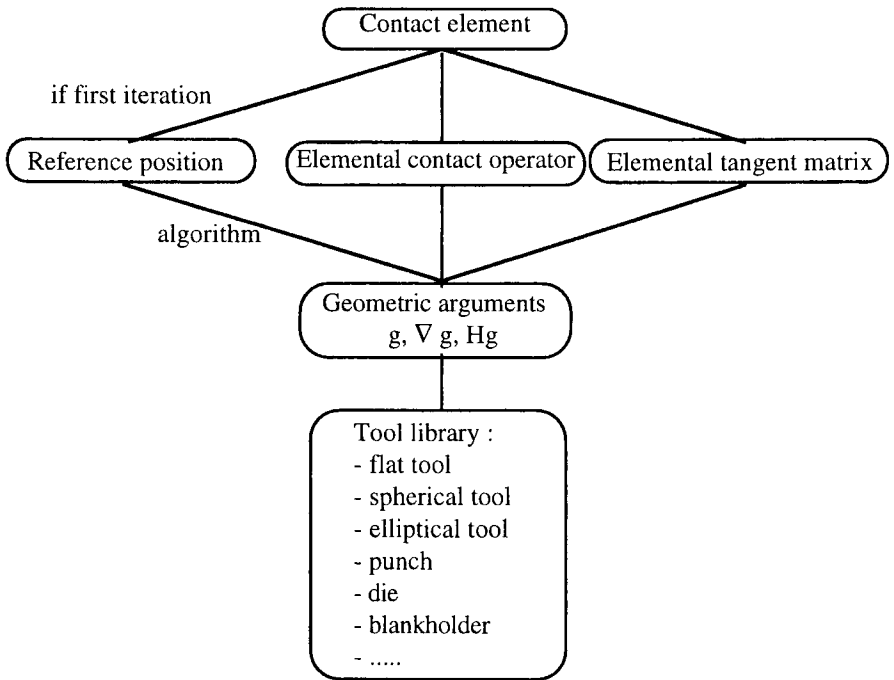 Contact element
if first iteration
Reference position
Elemental contact operator
Elemental tangent matrix
algorithm
Geometric arguments
g, ∇ g, Hg
Tool library :
- flat tool
- spherical tool
- elliptical tool
- punch
- die
- blankholder
- .....